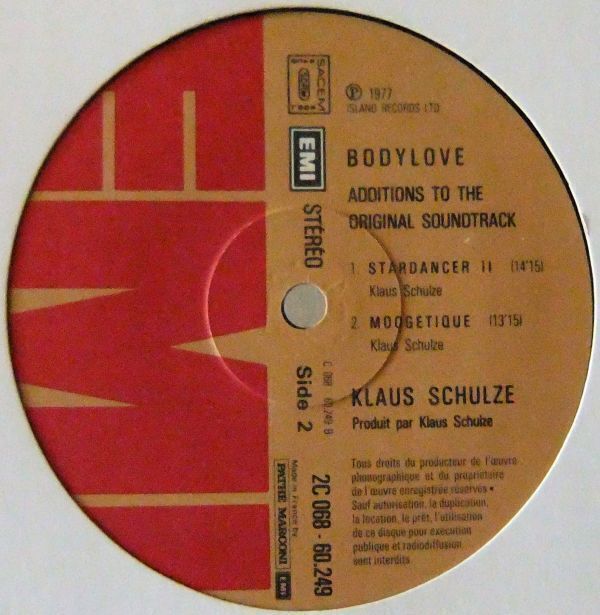 SACEM
Ⓟ 1977
ISLAND RECORDS LTD
EMI
STÉRÉO
BODYLOVE
ADDITIONS TO THE
ORIGINAL SOUNDTRACK
1. STARDANCER II (14'15)
Klaus Schulze
2. MOOGETIQUE (13'15)
Klaus Schulze
KLAUS SCHULZE
Produit par Klaus Schulze
C 068 60.249 B
Side 2
2C 068 - 60.249
Made in France by
PATHE MARCONI EMI
Tous droits du producteur de l'œuvre
phonographique et du propriétaire
de l'œuvre enregistrée réservés •
Sauf autorisation, la duplication,
la location, le prêt, l'utilisation
de ce disque pour exécution
publique et radiodiffusion,
sont interdits.